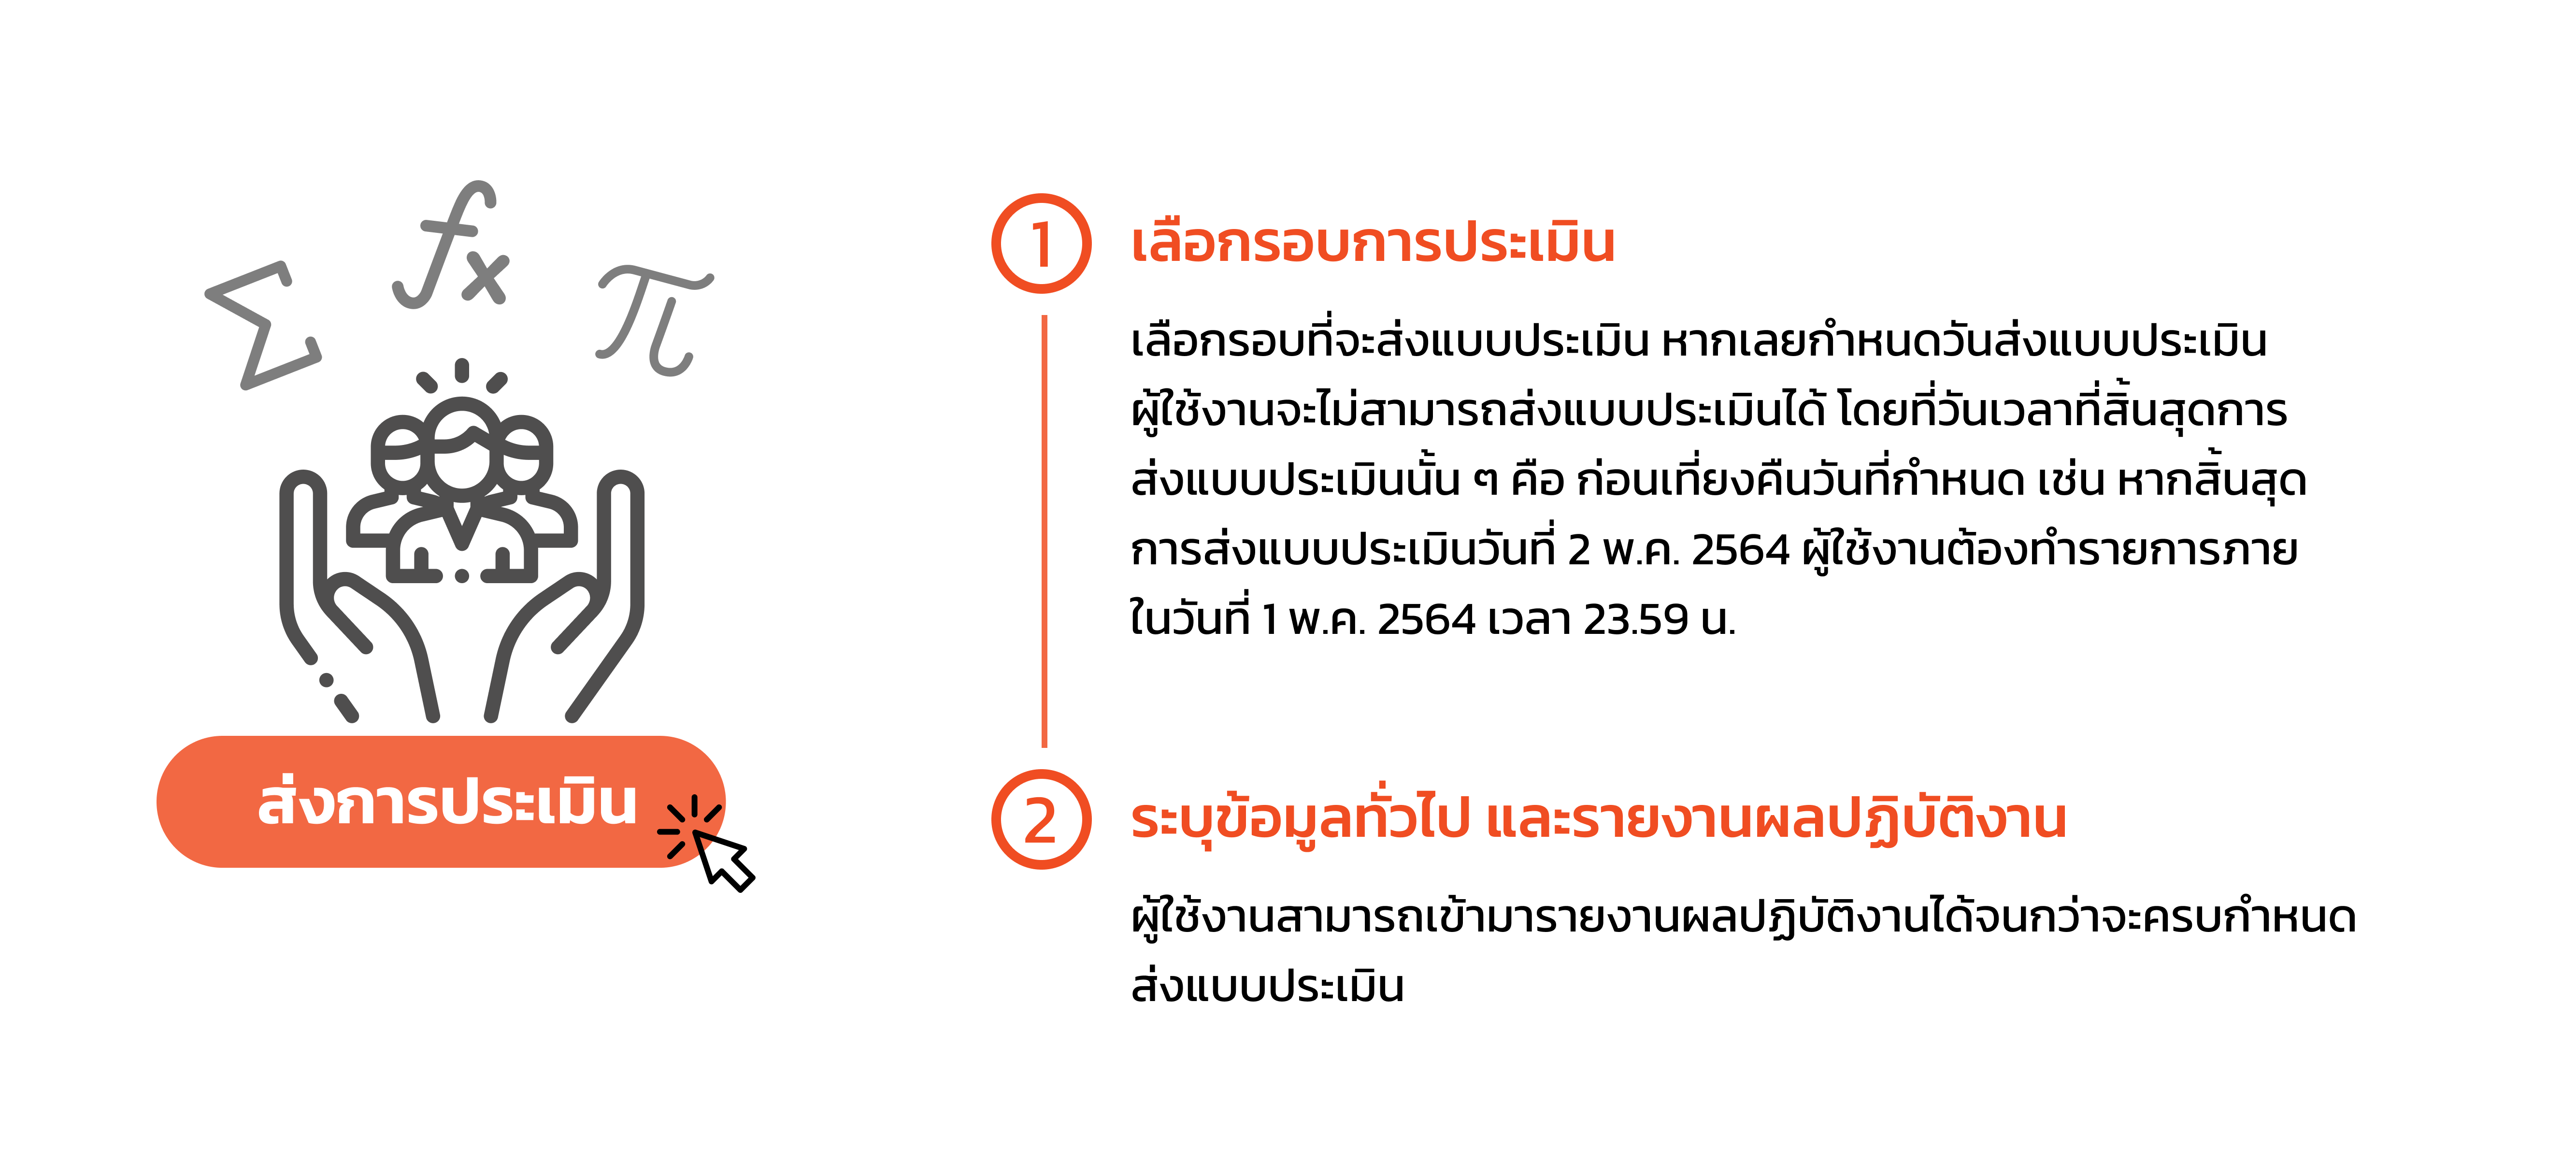 Σ
fx
π
ส่งการประเมิน
1 เลือกรอบการประเมิน
เลือกรอบที่จะส่งแบบประเมิน หากเลยกำหนดวันส่งแบบประเมิน
ผู้ใช้งานจะไม่สามารถส่งแบบประเมินได้ โดยที่วันเวลาที่สิ้นสุดการ
ส่งแบบประเมินนั้น ๆ คือ ก่อนเที่ยงคืนวันที่กำหนด เช่น หากสิ้นสุด
การส่งแบบประเมินวันที่ 2 พ.ค. 2564 ผู้ใช้งานต้องทำรายการภาย
ในวันที่ 1 พ.ค. 2564 เวลา 23.59 น.
2 ระบุข้อมูลทั่วไป และรายงานผลปฏิบัติงาน
ผู้ใช้งานสามารถเข้ามารายงานผลปฏิบัติงานได้จนกว่าจะครบกำหนด
ส่งแบบประเมิน